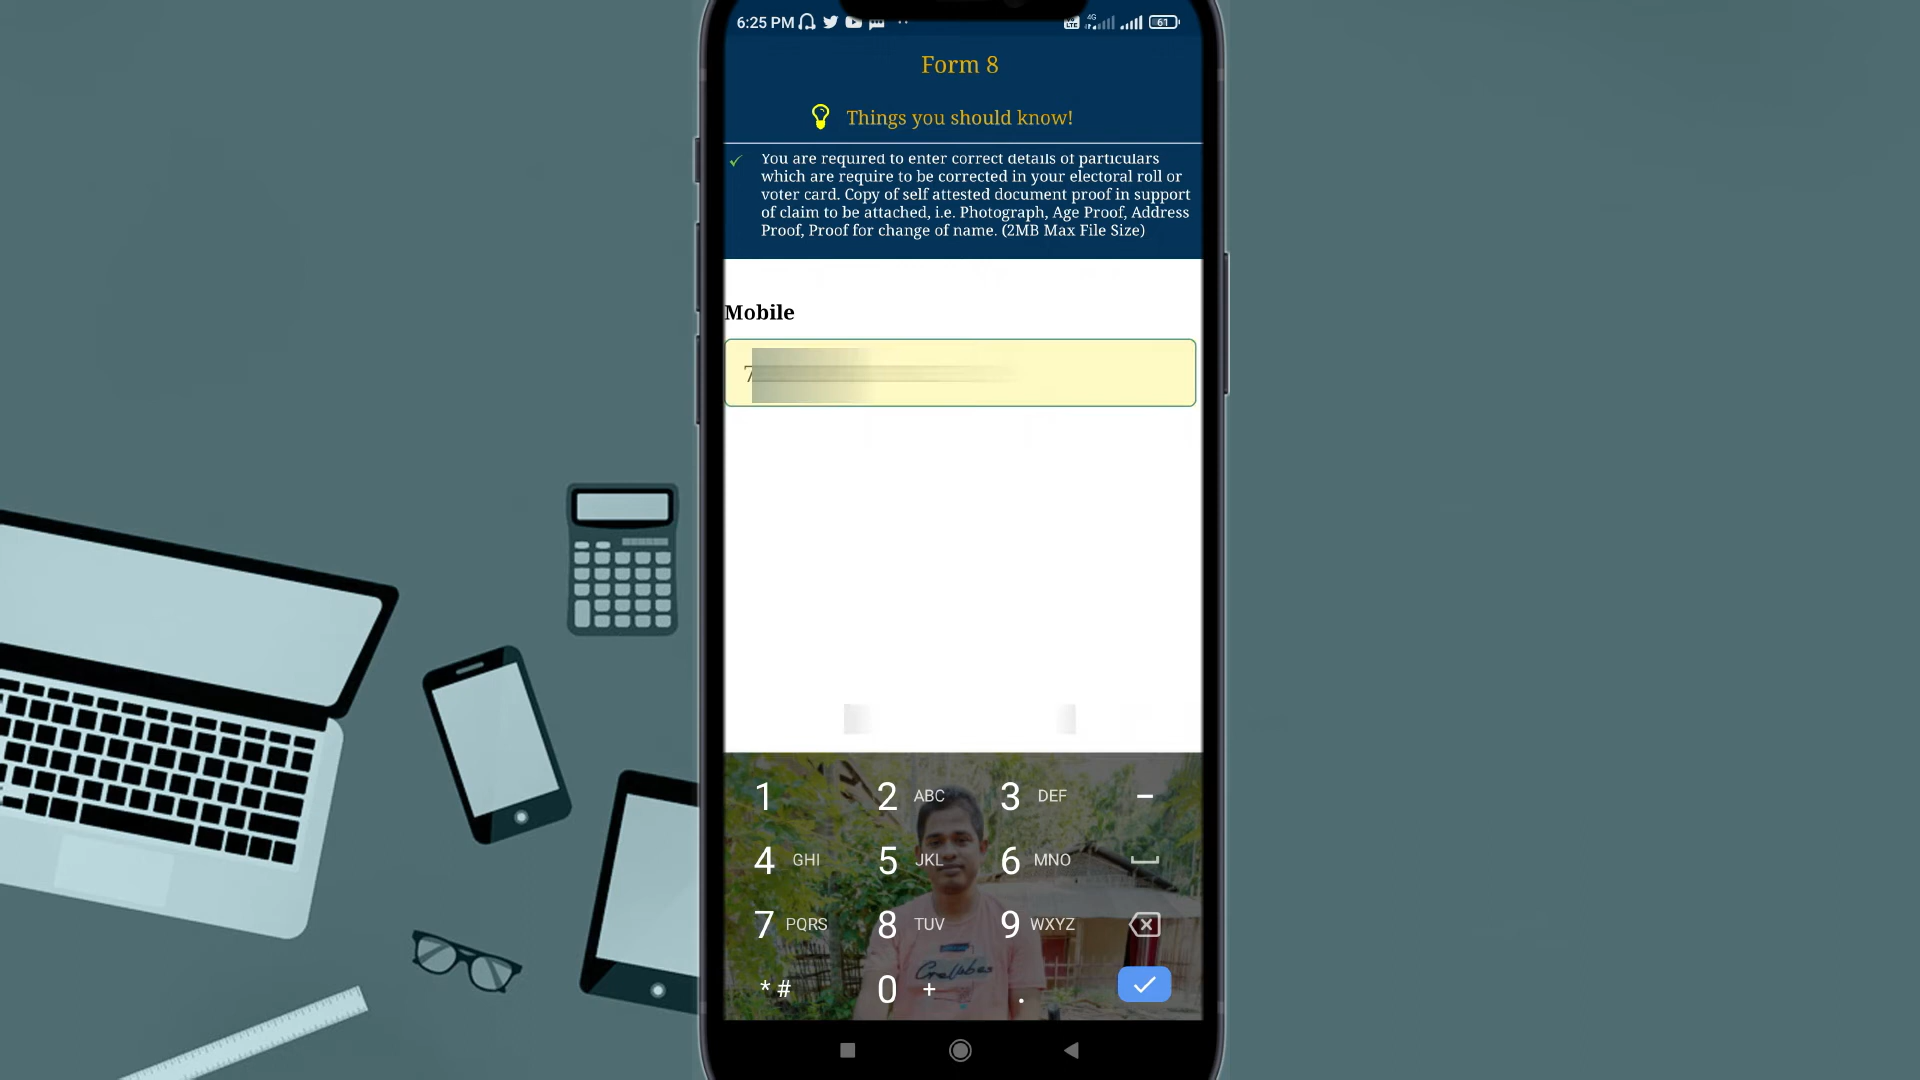 6:25 PM
4G
VoLTE
61
Form 8
Things you should know!
You are required to enter correct details of particulars
which are require to be corrected in your electoral roll or
voter card. Copy of self attested document proof in support
of claim to be attached, i.e. Photograph, Age Proof, Address
Proof, Proof for change of name. (2MB Max File Size)
Mobile
7
1 2 ABC 3 DEF -
4 GHI 5 JKL 6 MNO
7 PQRS 8 TUV 9 WXYZ
* # 0 + .